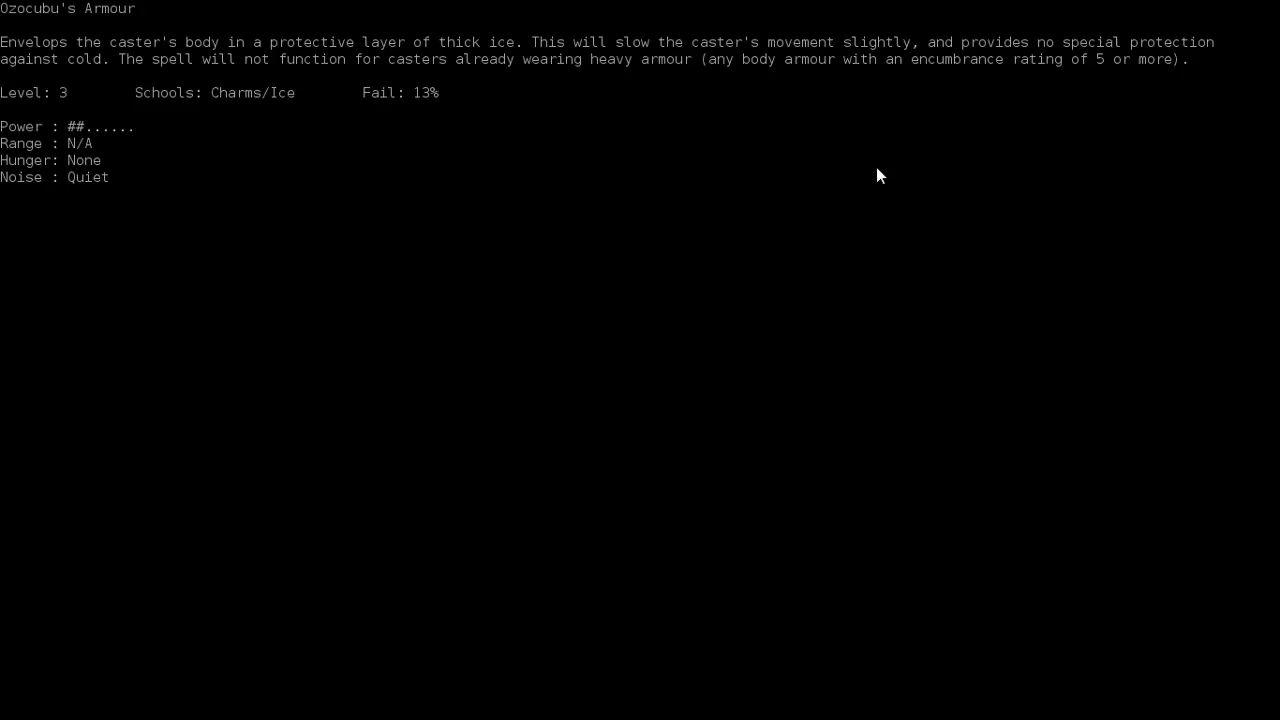 Ozocubu's Armour
Envelops the caster's body in a protective layer of thick ice. This will slow the caster's movement slightly, and provides no special protection
against cold. The spell will not function for casters already wearing heavy armour (any body armour with an encumbrance rating of 5 or more).
Level: 3        Schools: Charms/Ice        Fail: 13%
Power : ##......
Range : N/A
Hunger: None
Noise : Quiet